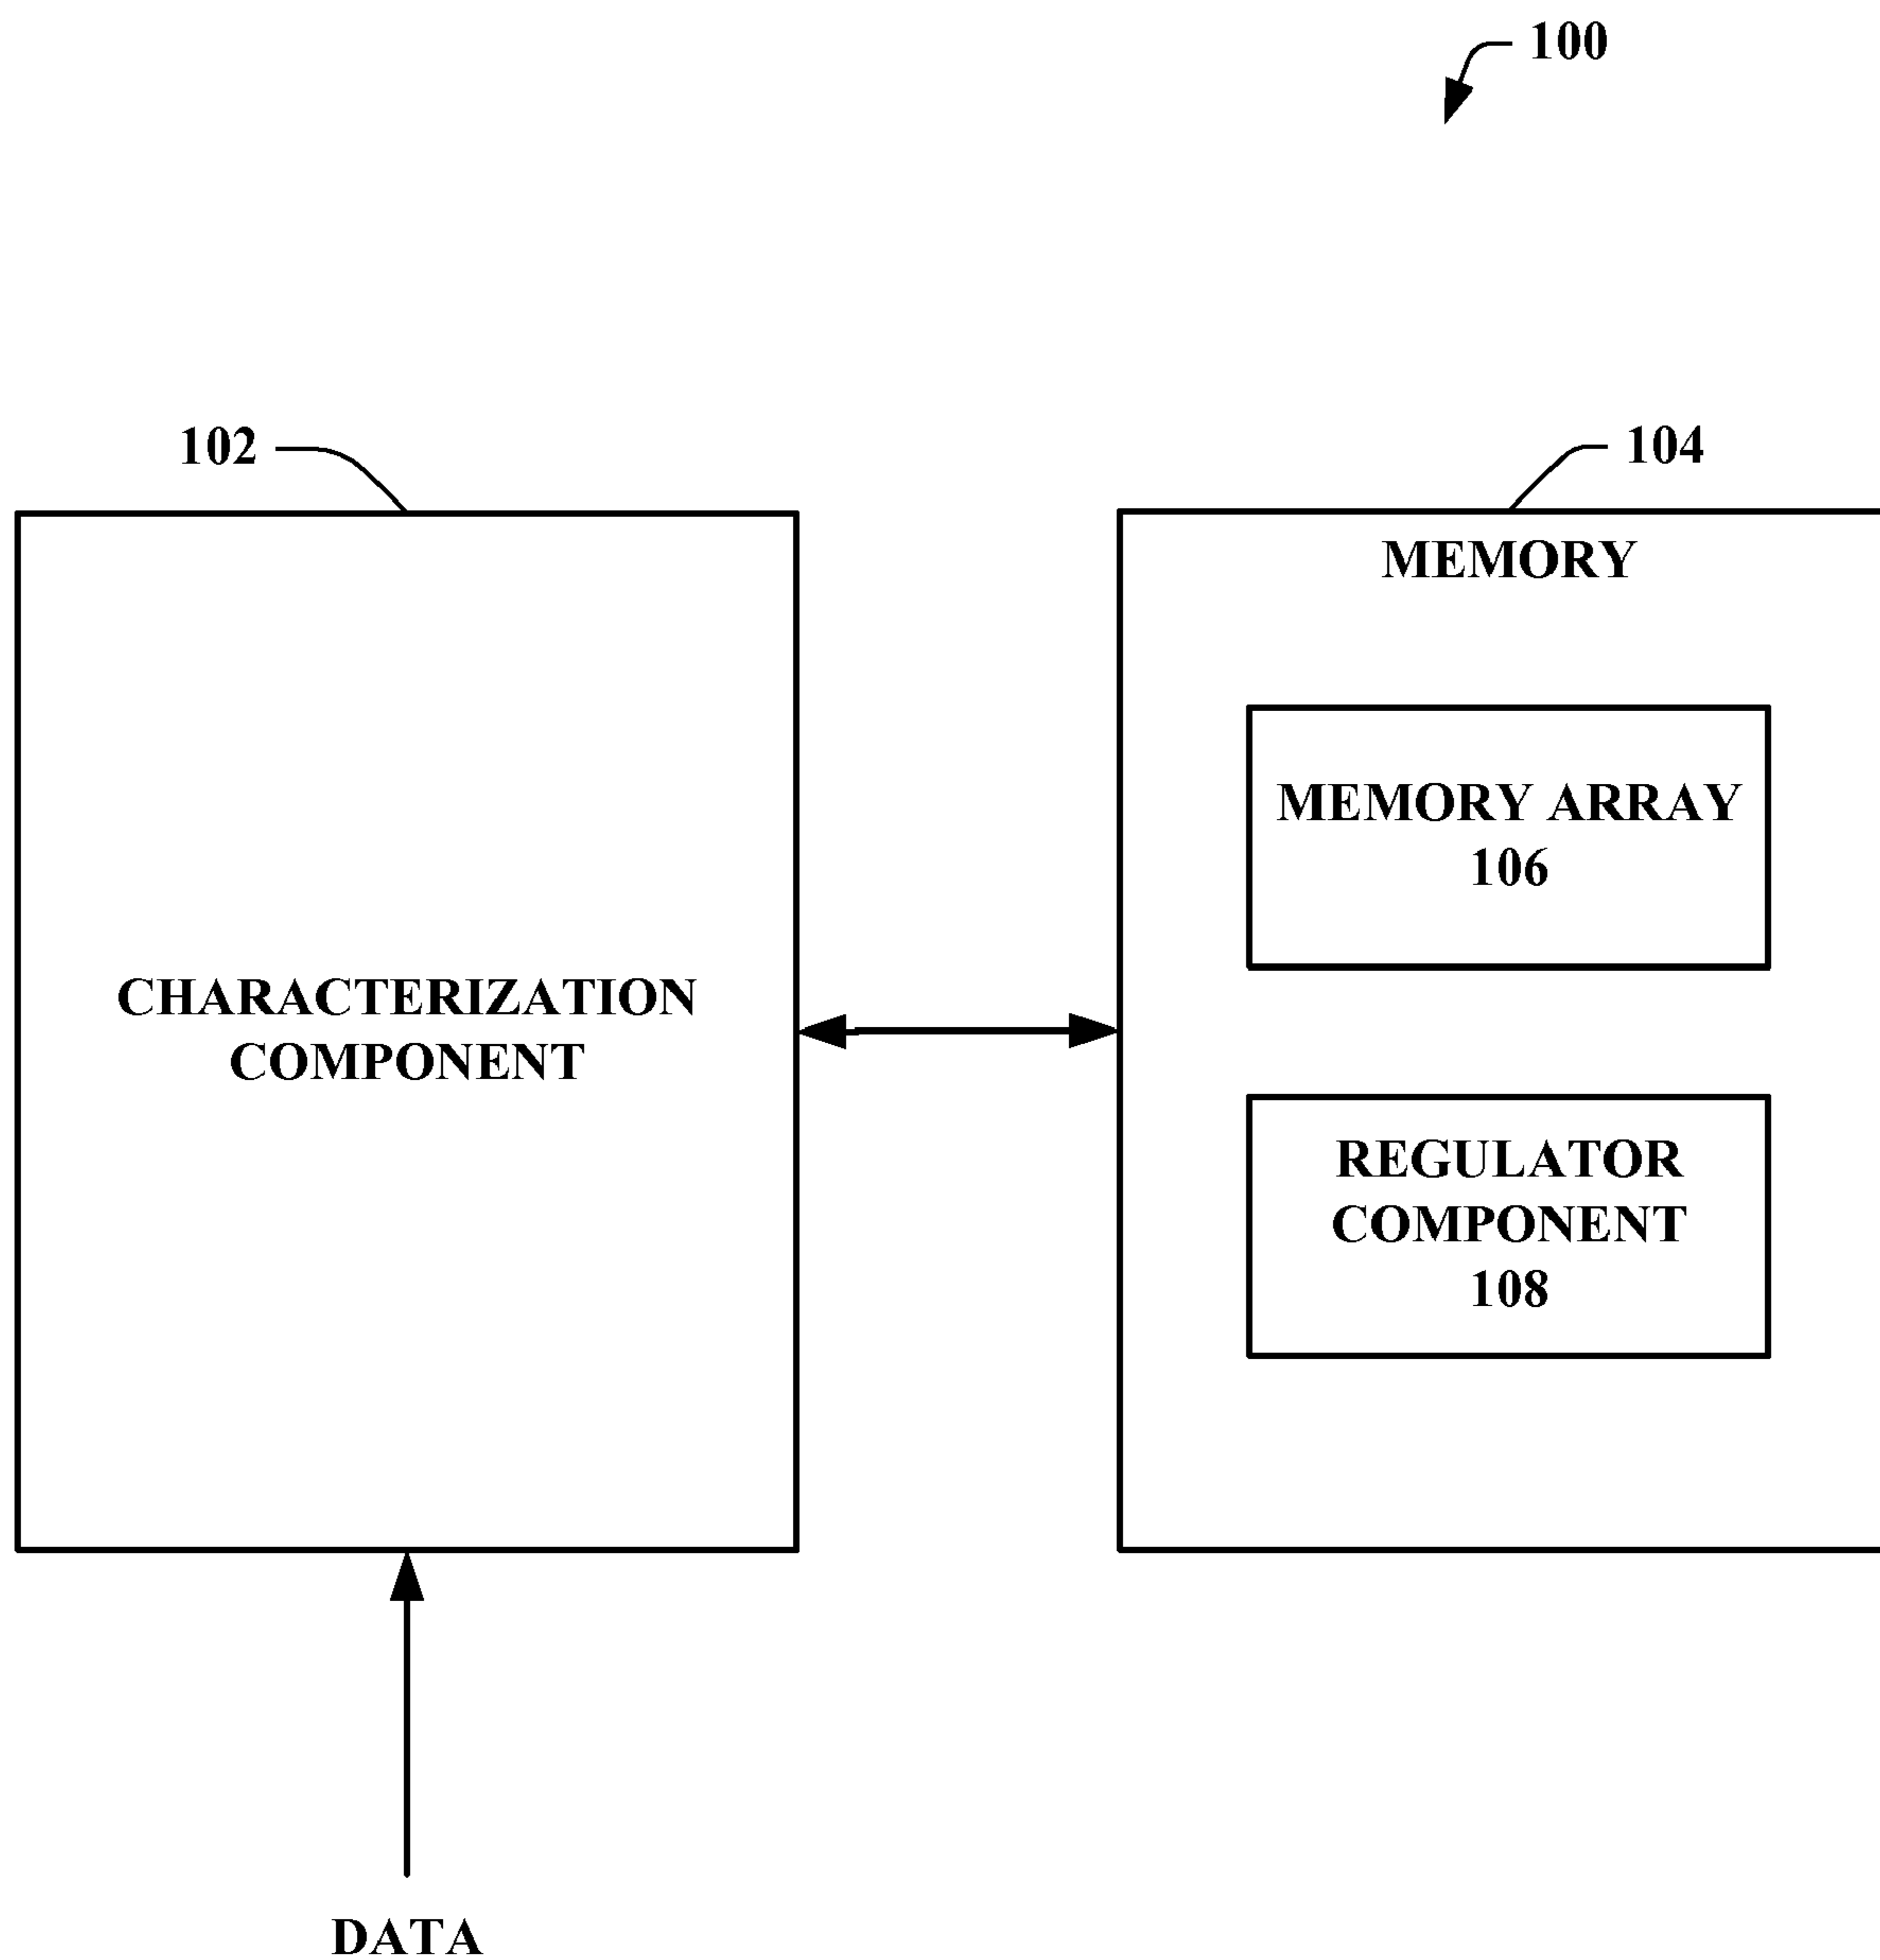 100
102
104
MEMORY
MEMORY ARRAY
106
CHARACTERIZATION
COMPONENT
REGULATOR
COMPONENT
108
DATA